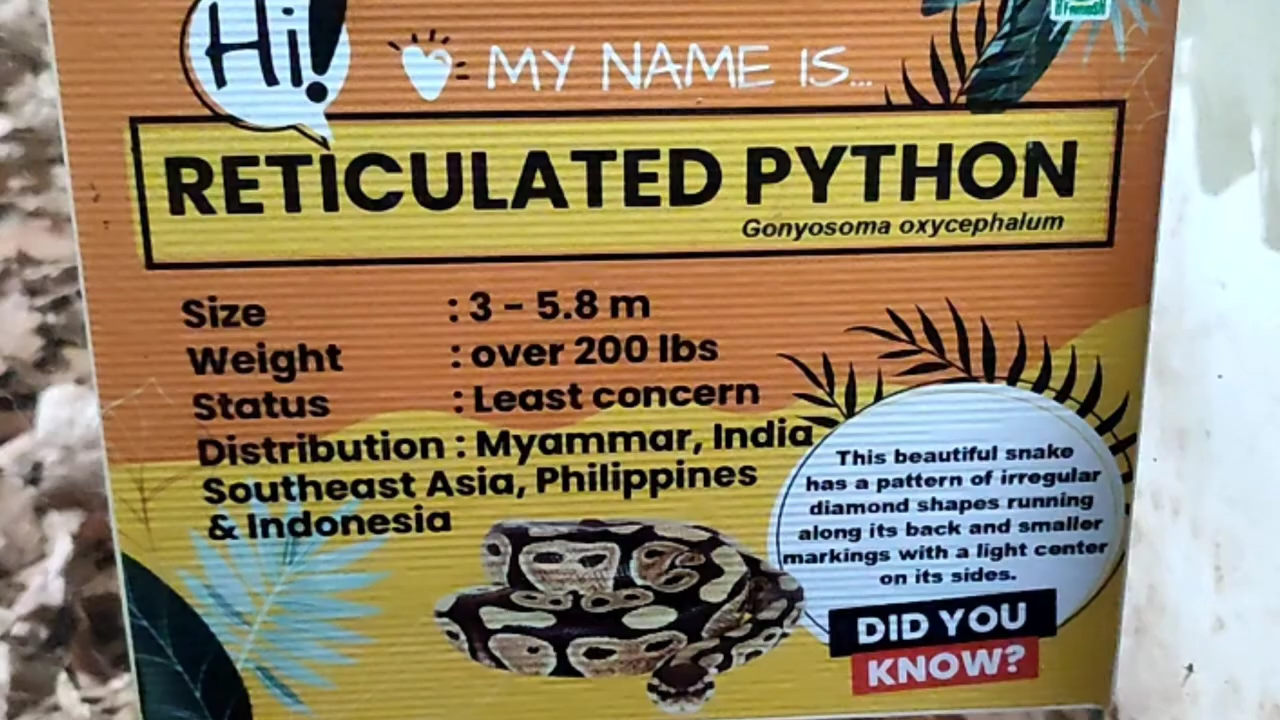 Hi!
MY NAME IS...
RETICULATED PYTHON
Gonyosoma oxycephalum
Size : 3 - 5.8 m
Weight : over 200 lbs
Status : Least concern
Distribution : Myammar, India
Southeast Asia, Philippines
& Indonesia
This beautiful snake
has a pattern of irregular
diamond shapes running
along its back and smaller
markings with a light center
on its sides.
DID YOU
KNOW?